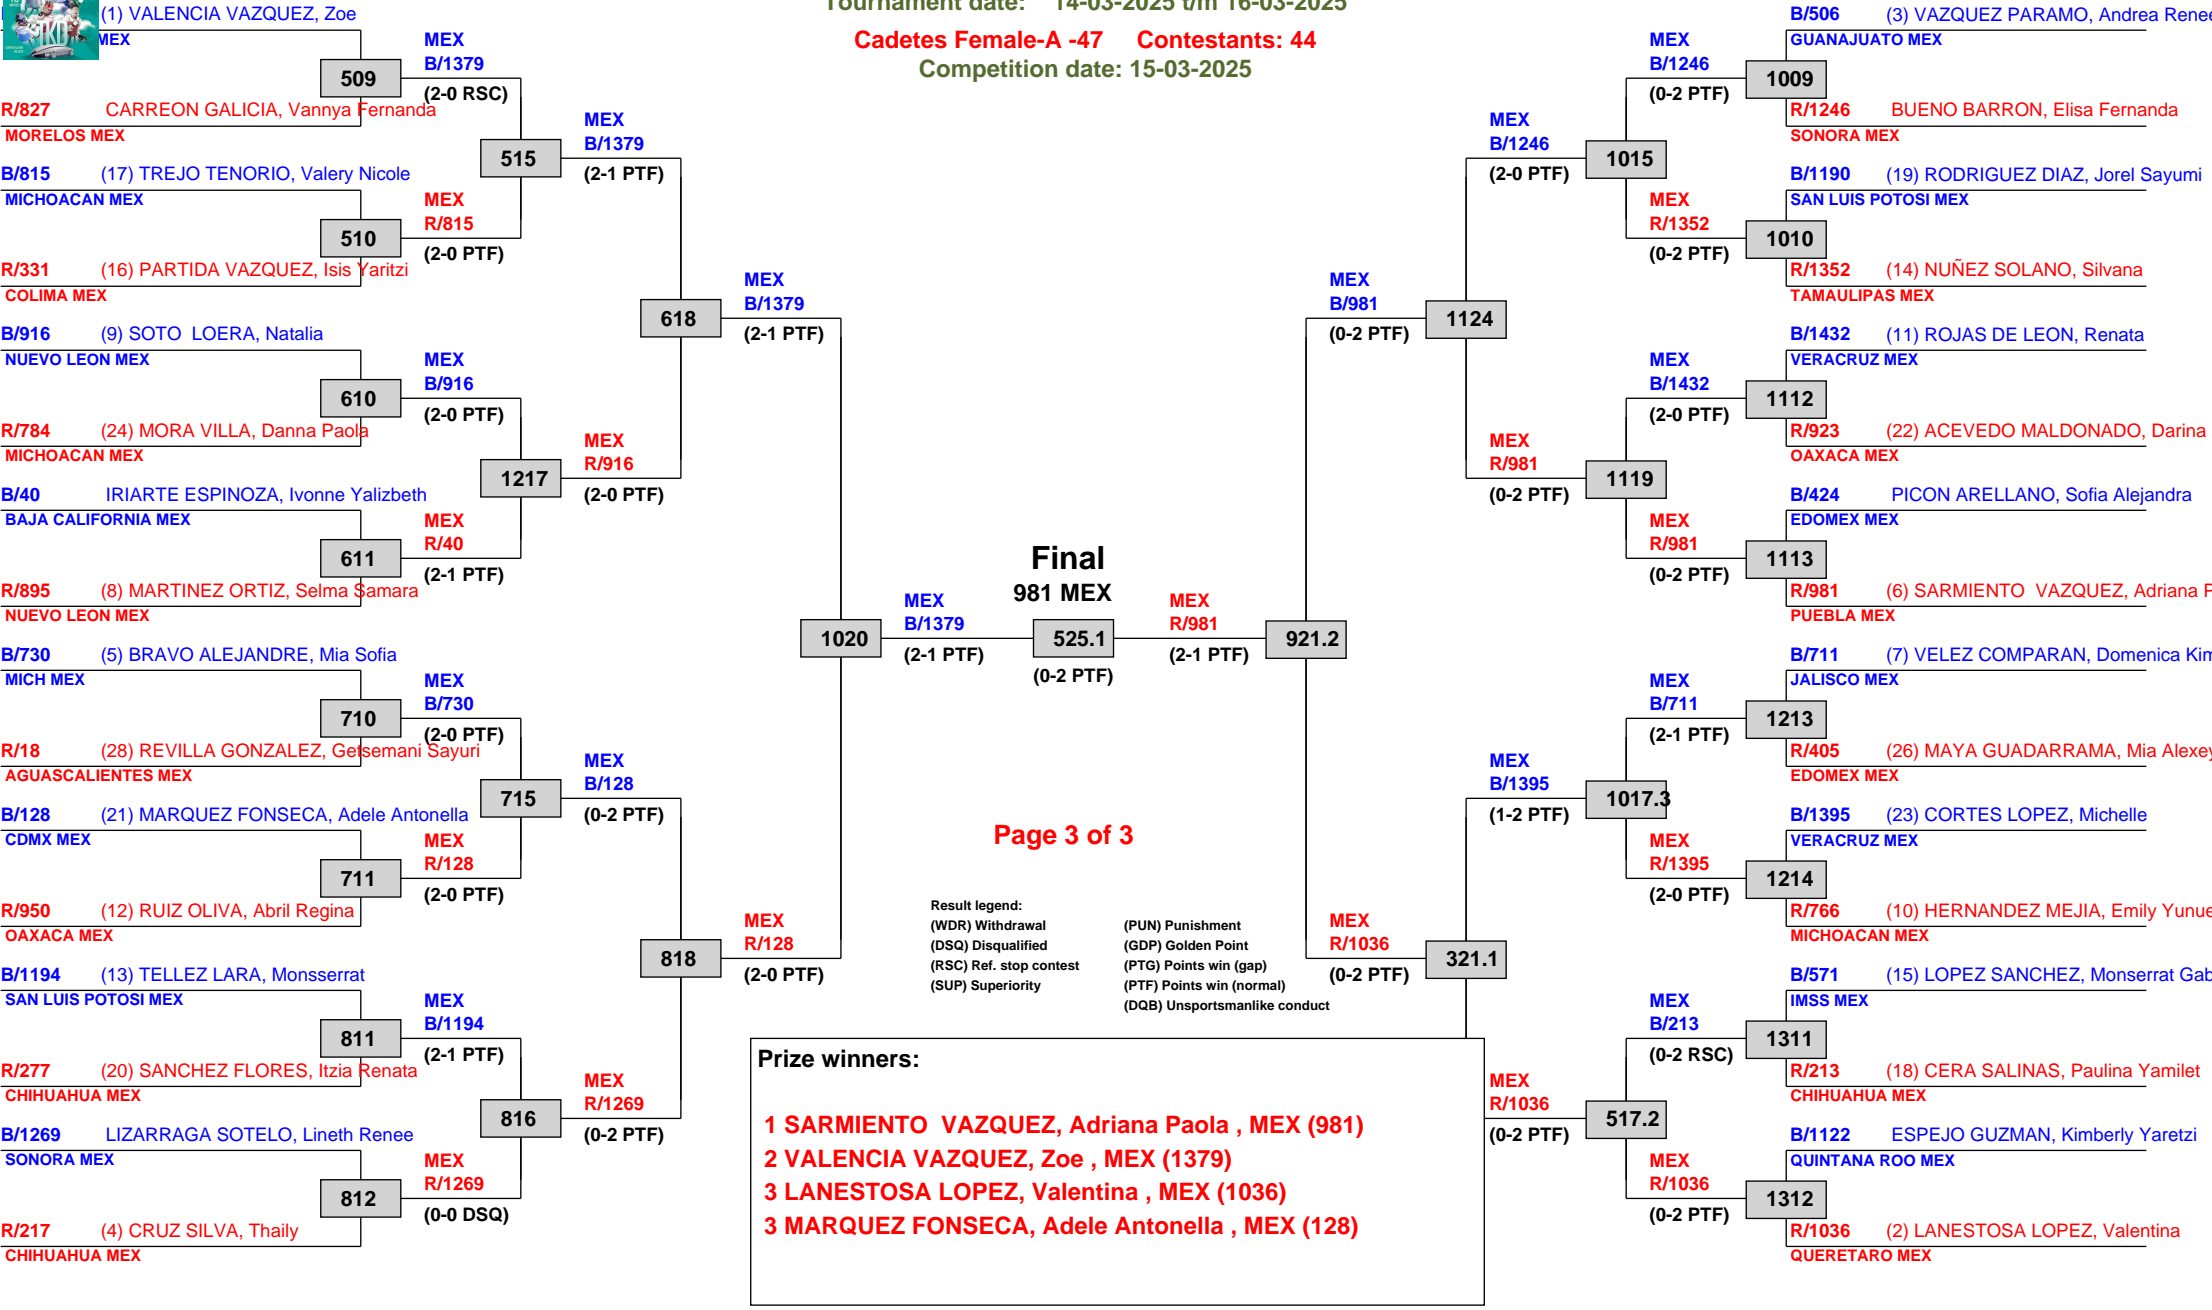 Tournament date: 14-03-2025 t/m 16-03-2025
Cadetes Female-A -47 Contestants: 44
Competition date: 15-03-2025
TKD
(1) VALENCIA VAZQUEZ, Zoe
MEX
509
MEX
B/1379
(2-0 RSC)
R/827 CARREON GALICIA, Vannya Fernanda
MORELOS MEX
515
MEX
B/1379
(2-1 PTF)
B/815 (17) TREJO TENORIO, Valery Nicole
MICHOACAN MEX
510
MEX
R/815
(2-0 PTF)
R/331 (16) PARTIDA VAZQUEZ, Isis Yaritzi
COLIMA MEX
618
MEX
B/1379
(2-1 PTF)
B/916 (9) SOTO LOERA, Natalia
NUEVO LEON MEX
610
MEX
B/916
(2-0 PTF)
R/784 (24) MORA VILLA, Danna Paola
MICHOACAN MEX
1217
MEX
R/916
(2-0 PTF)
B/40 IRIARTE ESPINOZA, Ivonne Yalizbeth
BAJA CALIFORNIA MEX
611
MEX
R/40
(2-1 PTF)
R/895 (8) MARTINEZ ORTIZ, Selma Samara
NUEVO LEON MEX
1020
MEX
B/1379
(2-1 PTF)
B/730 (5) BRAVO ALEJANDRE, Mia Sofia
MICH MEX
710
MEX
B/730
(2-0 PTF)
R/18 (28) REVILLA GONZALEZ, Getsemani Sayuri
AGUASCALIENTES MEX
715
MEX
B/128
(0-2 PTF)
B/128 (21) MARQUEZ FONSECA, Adele Antonella
CDMX MEX
711
MEX
R/128
(2-0 PTF)
R/950 (12) RUIZ OLIVA, Abril Regina
OAXACA MEX
818
MEX
R/128
(2-0 PTF)
B/1194 (13) TELLEZ LARA, Monsserrat
SAN LUIS POTOSI MEX
811
MEX
B/1194
(2-1 PTF)
R/277 (20) SANCHEZ FLORES, Itzia Renata
CHIHUAHUA MEX
816
MEX
R/1269
(0-2 PTF)
B/1269 LIZARRAGA SOTELO, Lineth Renee
SONORA MEX
812
MEX
R/1269
(0-0 DSQ)
R/217 (4) CRUZ SILVA, Thaily
CHIHUAHUA MEX
Final
981 MEX
525.1
(0-2 PTF)
MEX
R/981
(2-1 PTF)
921.2
Page 3 of 3
Result legend:
(WDR) Withdrawal
(DSQ) Disqualified
(RSC) Ref. stop contest
(SUP) Superiority
(PUN) Punishment
(GDP) Golden Point
(PTG) Points win (gap)
(PTF) Points win (normal)
(DQB) Unsportsmanlike conduct
Prize winners:
1 SARMIENTO VAZQUEZ, Adriana Paola , MEX (981)
2 VALENCIA VAZQUEZ, Zoe , MEX (1379)
3 LANESTOSA LOPEZ, Valentina , MEX (1036)
3 MARQUEZ FONSECA, Adele Antonella , MEX (128)
B/506 (3) VAZQUEZ PARAMO, Andrea Renee
GUANAJUATO MEX
MEX
B/1246
(0-2 PTF)
1009
R/1246 BUENO BARRON, Elisa Fernanda
SONORA MEX
MEX
B/1246
(2-0 PTF)
1015
B/1190 (19) RODRIGUEZ DIAZ, Jorel Sayumi
SAN LUIS POTOSI MEX
MEX
R/1352
(0-2 PTF)
1010
R/1352 (14) NUÑEZ SOLANO, Silvana
TAMAULIPAS MEX
MEX
B/981
(0-2 PTF)
1124
B/1432 (11) ROJAS DE LEON, Renata
VERACRUZ MEX
MEX
B/1432
(2-0 PTF)
1112
R/923 (22) ACEVEDO MALDONADO, Darina
OAXACA MEX
MEX
R/981
(0-2 PTF)
1119
B/424 PICON ARELLANO, Sofia Alejandra
EDOMEX MEX
MEX
R/981
(0-2 PTF)
1113
R/981 (6) SARMIENTO VAZQUEZ, Adriana P
PUEBLA MEX
B/711 (7) VELEZ COMPARAN, Domenica Kim
JALISCO MEX
MEX
B/711
(2-1 PTF)
1213
R/405 (26) MAYA GUADARRAMA, Mia Alexey
EDOMEX MEX
MEX
B/1395
(1-2 PTF)
1017.3
B/1395 (23) CORTES LOPEZ, Michelle
VERACRUZ MEX
MEX
R/1395
(2-0 PTF)
1214
R/766 (10) HERNANDEZ MEJIA, Emily Yunue
MICHOACAN MEX
MEX
R/1036
(0-2 PTF)
321.1
B/571 (15) LOPEZ SANCHEZ, Monserrat Gab
IMSS MEX
MEX
B/213
(0-2 RSC)
1311
R/213 (18) CERA SALINAS, Paulina Yamilet
CHIHUAHUA MEX
MEX
R/1036
(0-2 PTF)
517.2
B/1122 ESPEJO GUZMAN, Kimberly Yaretzi
QUINTANA ROO MEX
MEX
R/1036
(0-2 PTF)
1312
R/1036 (2) LANESTOSA LOPEZ, Valentina
QUERETARO MEX